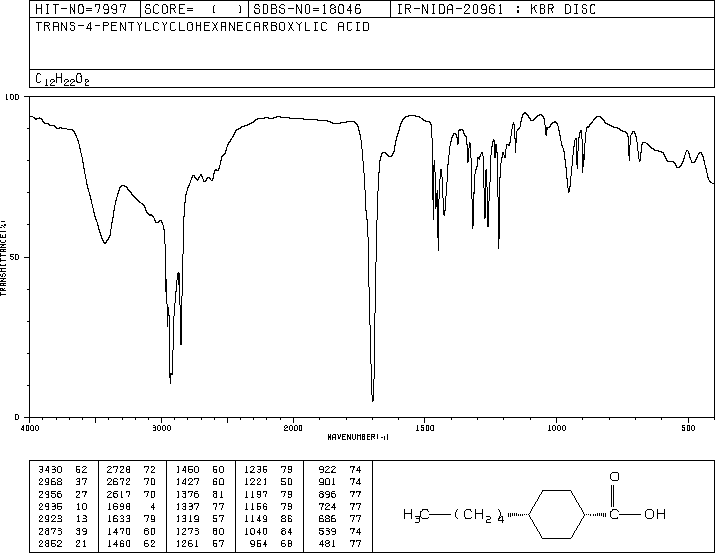 HIT-NO=7997 SCORE= ( ) SDBS-NO=18046 IR-NIDA-20961 : KBR DISC
TRANS-4-PENTYLCYCLOHEXANECARBOXYLIC ACID
C12H22O2
100
50
0
TRANSMITTANCE(%)
4000 3000 2000 1500 1000 500
WAVENUMBER(-1)
3430 62 2728 72 1460 60 1236 79 922 74
2968 37 2672 70 1427 60 1221 50 901 74
2956 27 2617 70 1376 81 1197 79 896 77
2935 10 1698 4 1337 77 1166 79 724 77
2923 13 1633 79 1319 57 1149 86 686 77
2873 39 1470 60 1273 60 1040 84 539 74
2852 21 1460 62 1261 57 954 68 481 77
O
H3C (CH2)4 C OH